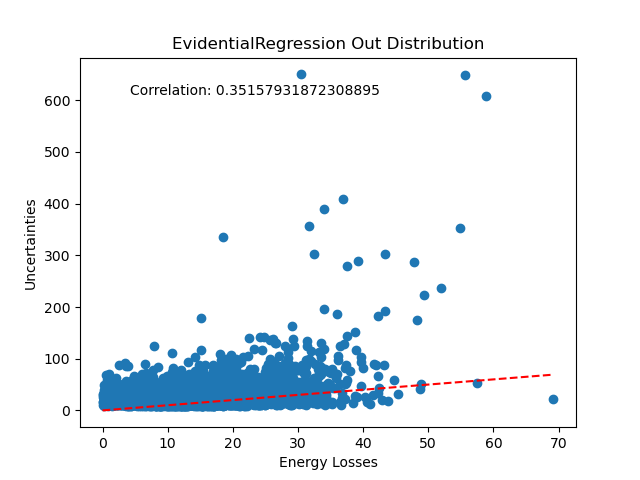 EvidentialRegression Out Distribution
Correlation: 0.35157931872308895
Uncertainties
600
500
400
300
200
100
0
0 10 20 30 40 50 60 70
Energy Losses